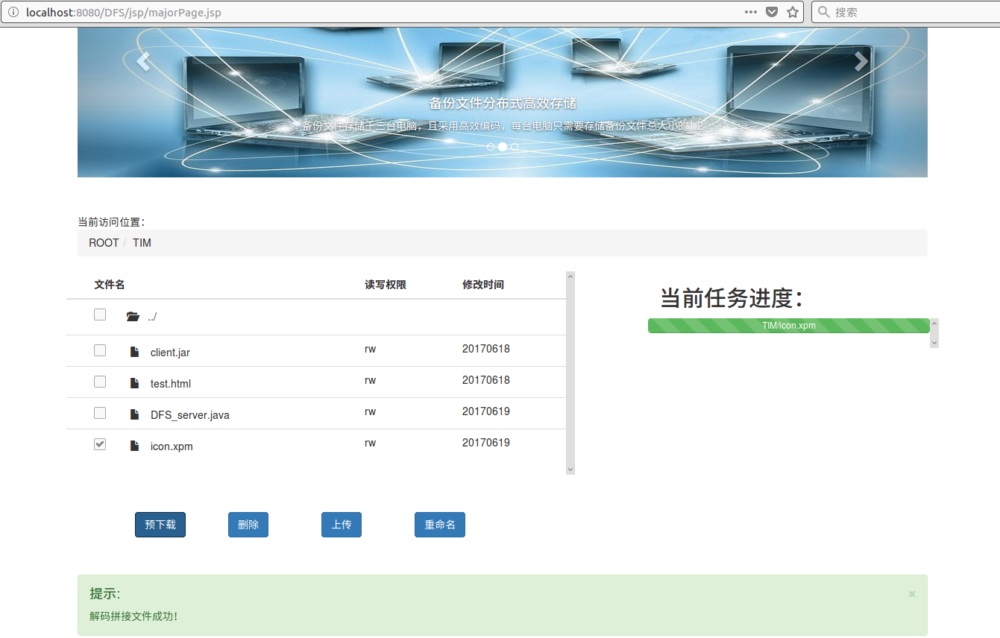 localhost:8080/DFS/jsp/majorPage.jsp
搜索
备份文件分布式高效存储
备份文件存储于三台电脑，且采用高效编码，每台电脑只需要存储备份文件总大小的1/2
当前访问位置：
ROOT / TIM
文件名 读写权限 修改时间
../
client.jar rw 20170618
test.html rw 20170618
DFS_server.java rw 20170619
icon.xpm rw 20170619
当前任务进度：
TIM/icon.xpm
预下载 删除 上传 重命名
提示:
×
解码拼接文件成功!